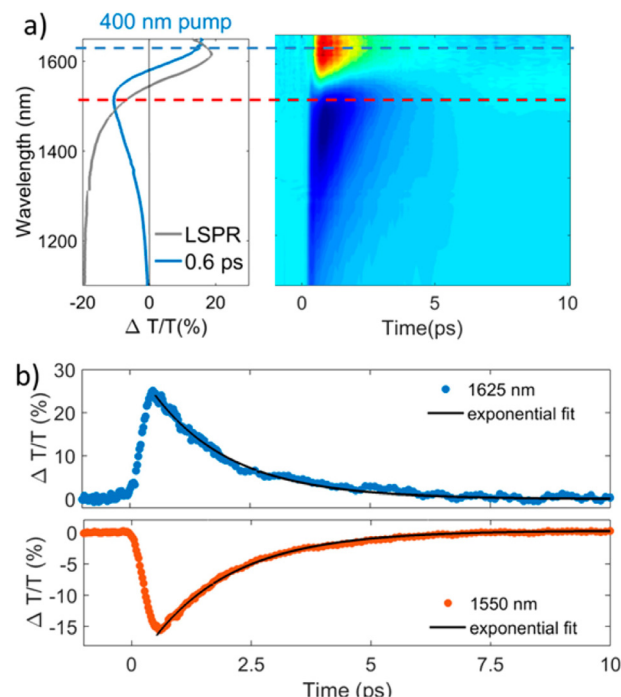 a)
400 nm pump
Wavelength (nm)
1600
1400
1200
LSPR
0.6 ps
-20
0
20
Δ T/T(%)
0
5
10
Time(ps)
b)
Δ T/T (%)
30
20
10
0
1625 nm
exponential fit
Δ T/T (%)
0
-5
-10
-15
1550 nm
exponential fit
0
2.5
5
7.5
10
Time (ps)